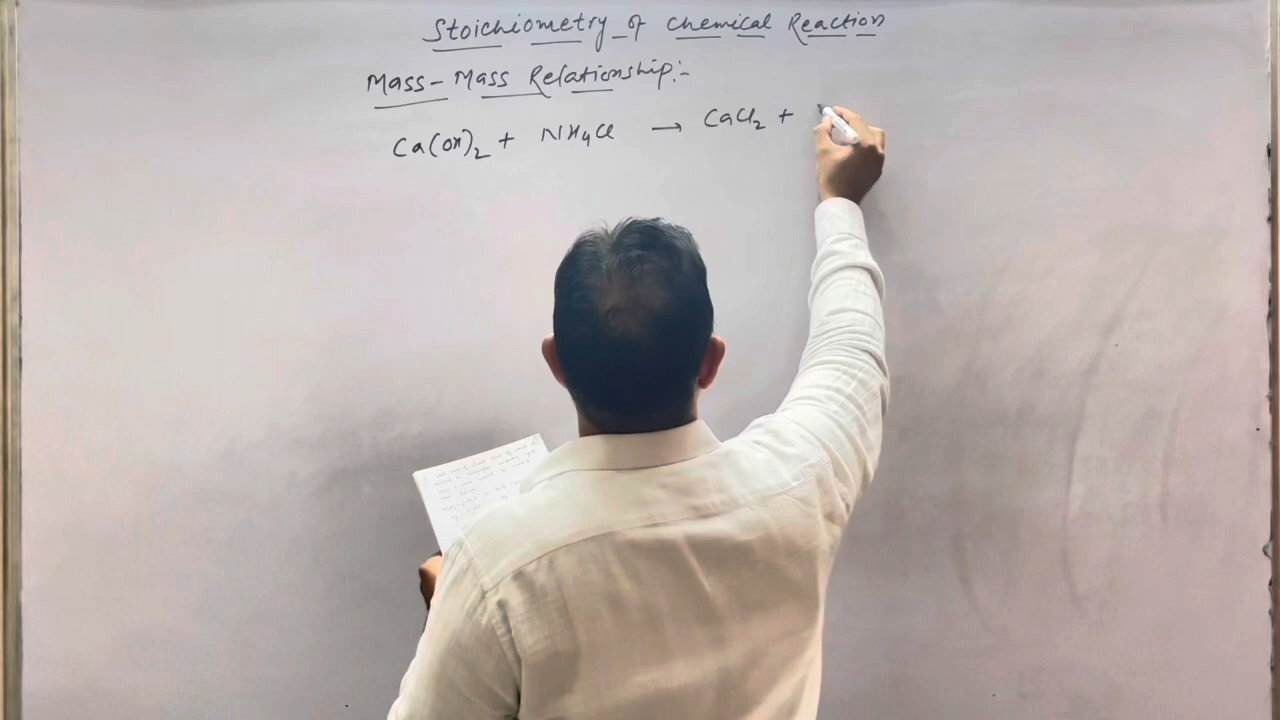 Stoichiometry of Chemical Reaction
Mass-Mass Relationship:-
Ca(OH)2 + NH4Cl → CaCl2 +